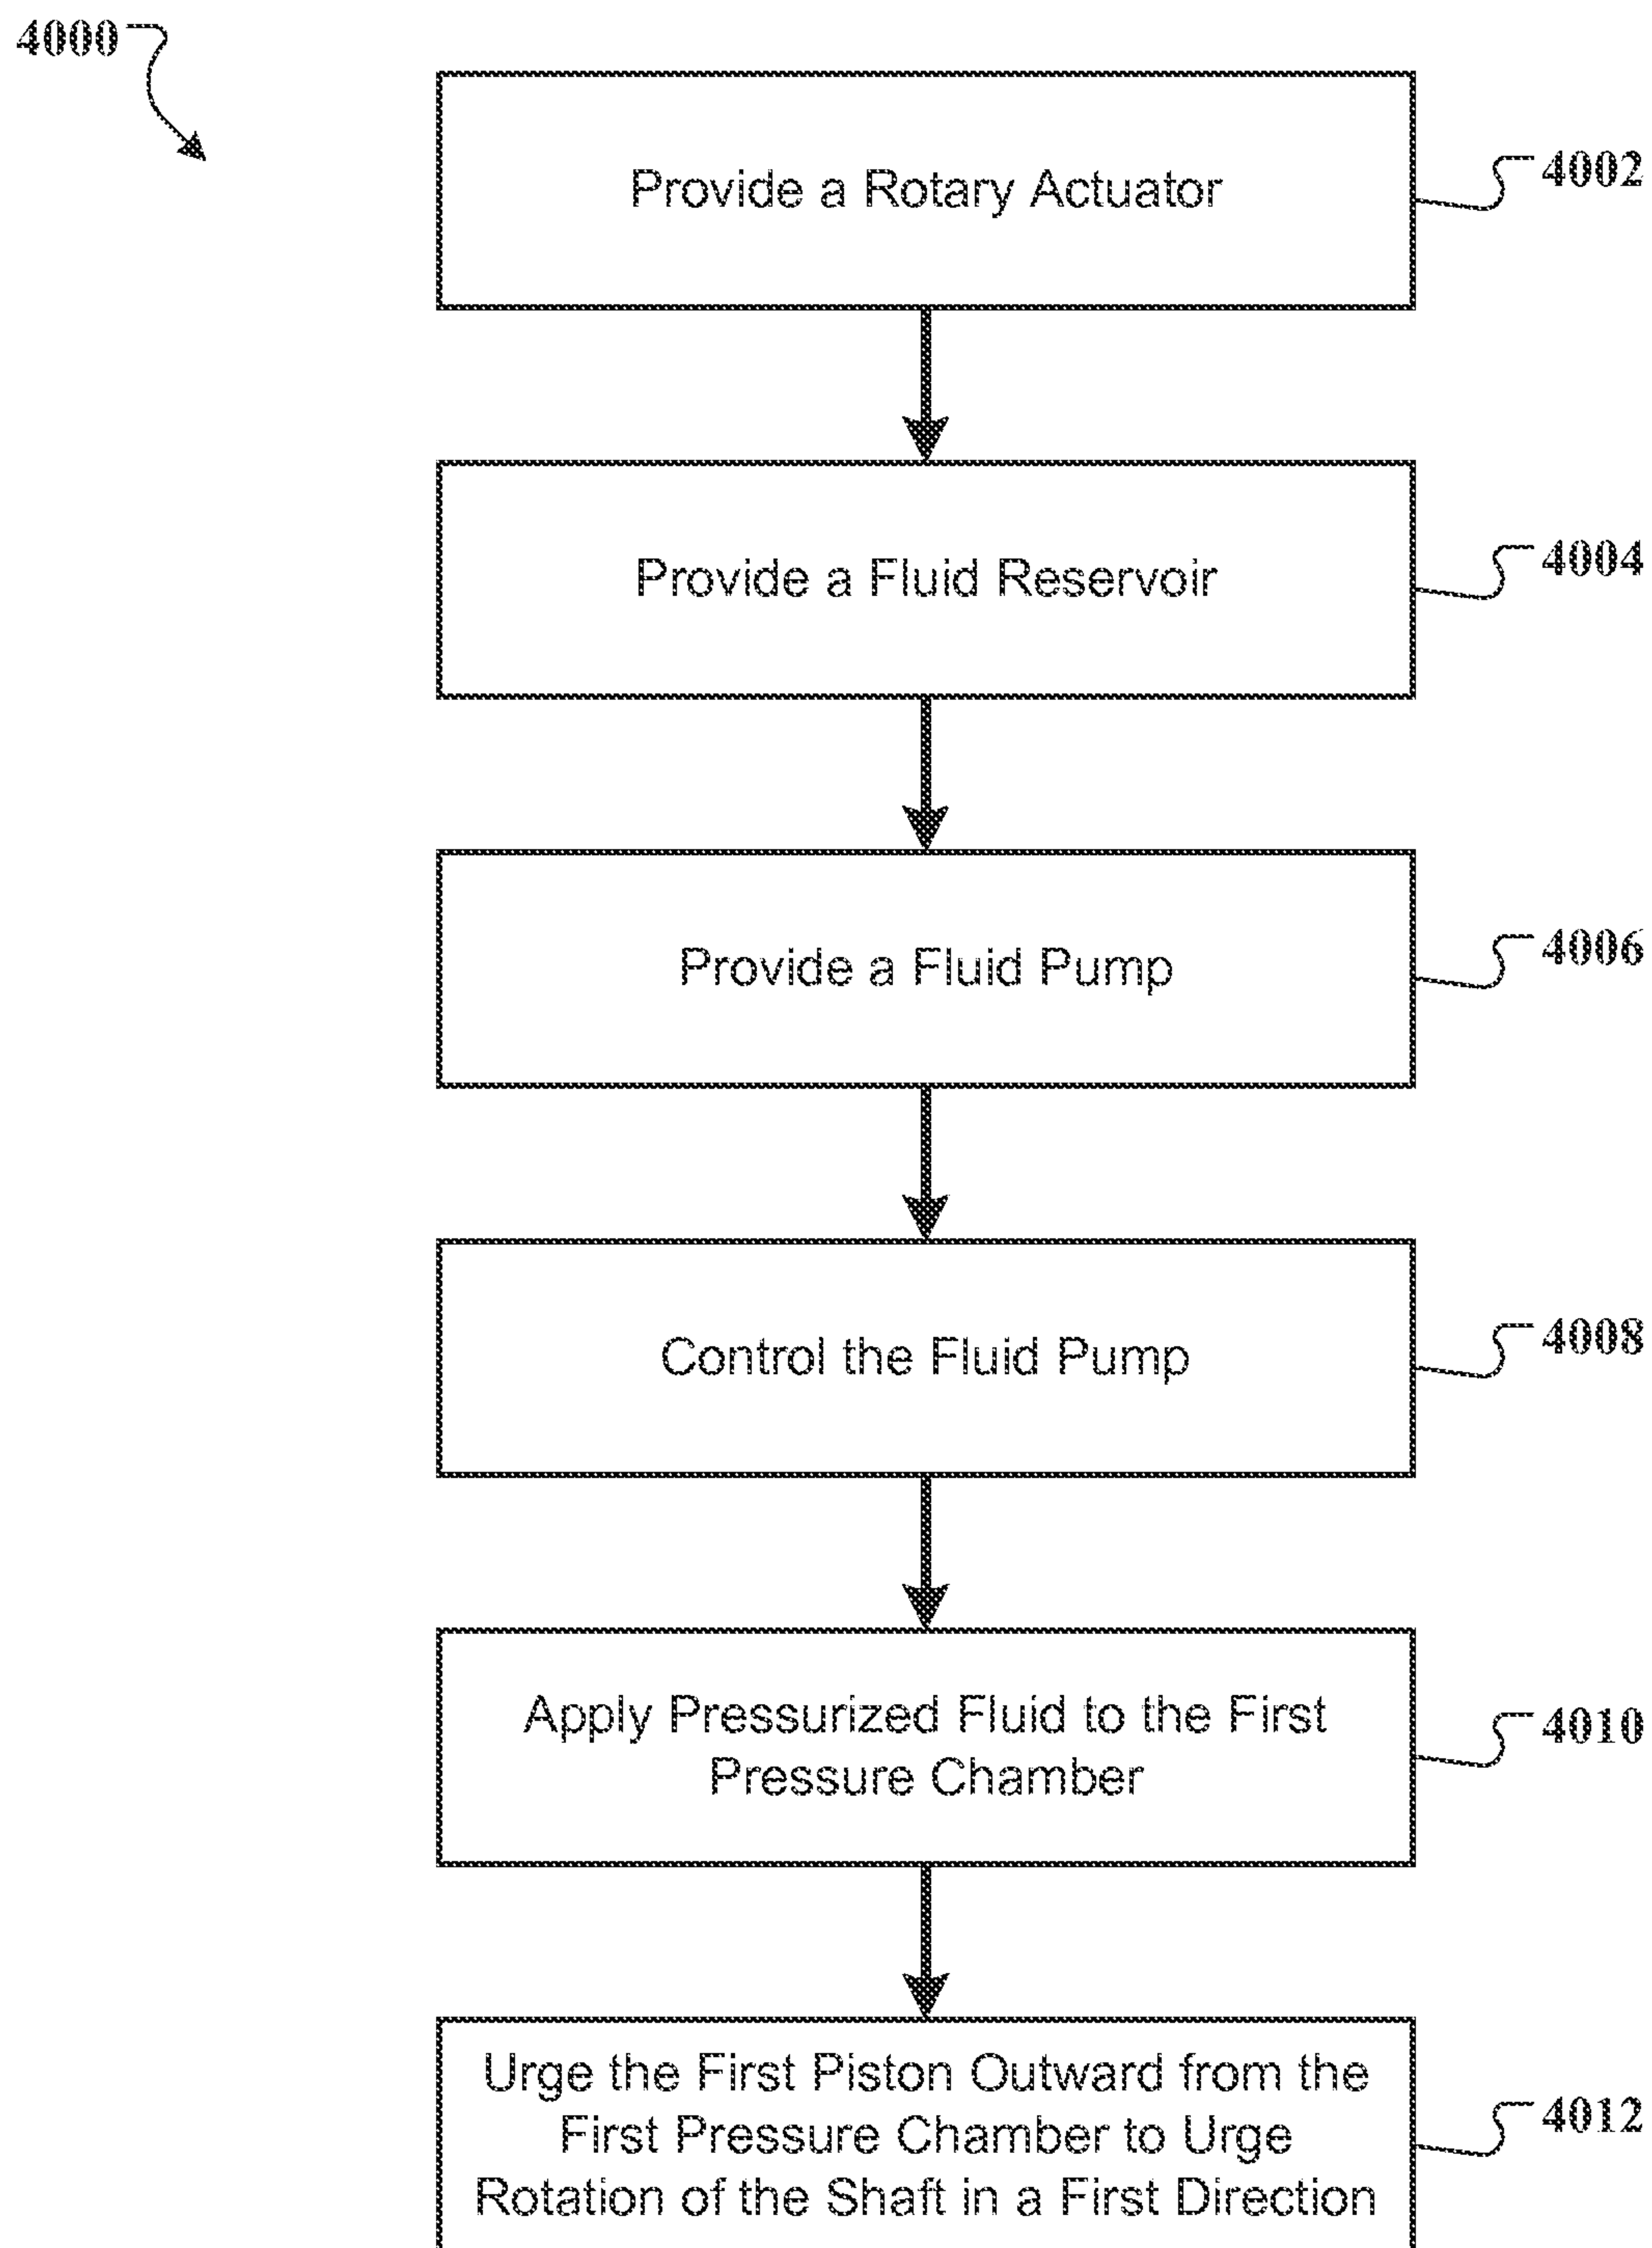 4000
Provide a Rotary Actuator
4002
Provide a Fluid Reservoir
4004
Provide a Fluid Pump
4006
Control the Fluid Pump
4008
Apply Pressurized Fluid to the First
Pressure Chamber
4010
Urge the First Piston Outward from the
First Pressure Chamber to Urge
Rotation of the Shaft in a First Direction
4012